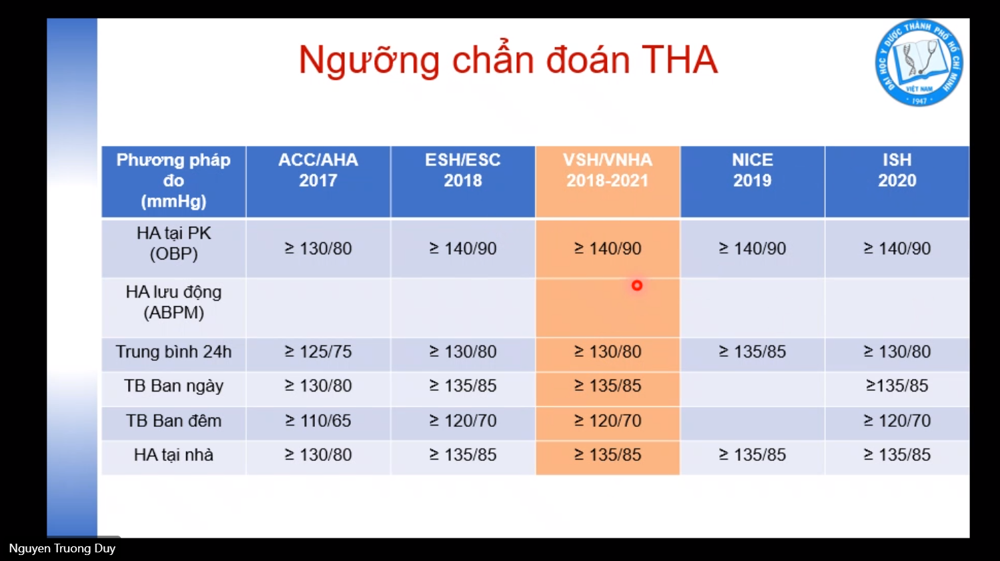 Ngưỡng chẩn đoán THA
ĐẠI HỌC Y DƯỢC THÀNH PHỐ HỒ CHÍ MINH
VIỆT NAM
1947
Phương pháp đo (mmHg) ACC/AHA 2017 ESH/ESC 2018 VSH/VNHA 2018-2021 NICE 2019 ISH 2020
HA tại PK (OBP) ≥ 130/80 ≥ 140/90 ≥ 140/90 ≥ 140/90 ≥ 140/90
HA lưu động (ABPM)
Trung bình 24h ≥ 125/75 ≥ 130/80 ≥ 130/80 ≥ 135/85 ≥ 130/80
TB Ban ngày ≥ 130/80 ≥ 135/85 ≥ 135/85 ≥135/85
TB Ban đêm ≥ 110/65 ≥ 120/70 ≥ 120/70 ≥ 120/70
HA tại nhà ≥ 130/80 ≥ 135/85 ≥ 135/85 ≥ 135/85 ≥ 135/85
Nguyen Truong Duy